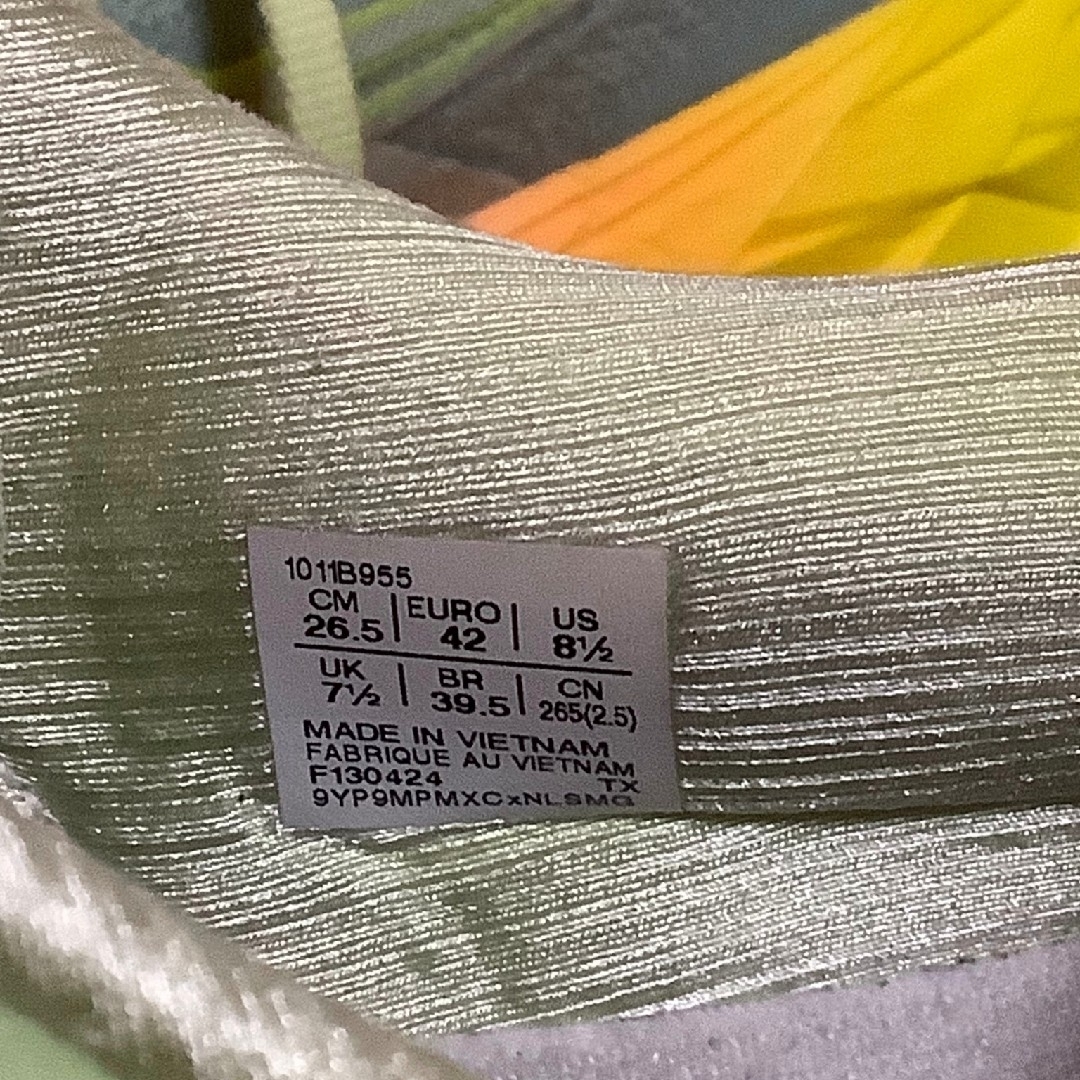 1011B955
CM | EURO | US
26.5 | 42 | 8½
UK | BR | CN
7½ | 39.5 | 265(2.5)
MADE IN VIETNAM
FABRIQUE AU VIETNAM
F130424 TX
9YP9MPMXCxNLSMG